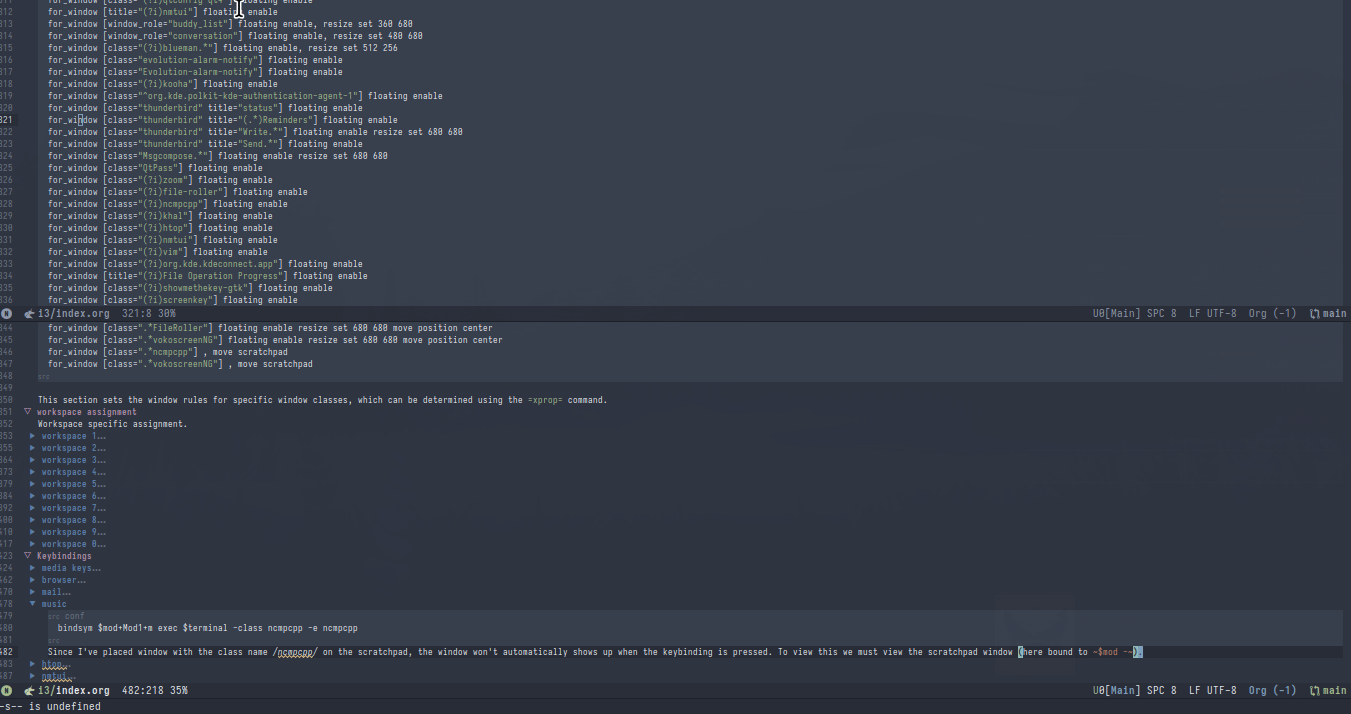 311 for_window [class="(?i)qtconfig-qt4"] floating enable
312 for_window [title="(?i)nmtui"] floating enable
313 for_window [window_role="buddy_list"] floating enable, resize set 360 680
314 for_window [window_role="conversation"] floating enable, resize set 480 680
315 for_window [class="(?i)blueman.*"] floating enable, resize set 512 256
316 for_window [class="evolution-alarm-notify"] floating enable
317 for_window [class="Evolution-alarm-notify"] floating enable
318 for_window [class="(?i)kooha"] floating enable
319 for_window [class="^org.kde.polkit-kde-authentication-agent-1"] floating enable
320 for_window [class="thunderbird" title="status"] floating enable
321 for_window [class="thunderbird" title="(.*)Reminders"] floating enable
322 for_window [class="thunderbird" title="Write.*"] floating enable resize set 680 680
323 for_window [class="thunderbird" title="Send.*"] floating enable
324 for_window [class="Msgcompose.*"] floating enable resize set 680 680
325 for_window [class="QtPass"] floating enable
326 for_window [class="(?i)zoom"] floating enable
327 for_window [class="(?i)file-roller"] floating enable
328 for_window [class="(?i)ncmpcpp"] floating enable
329 for_window [class="(?i)khal"] floating enable
330 for_window [class="(?i)htop"] floating enable
331 for_window [class="(?i)nmtui"] floating enable
332 for_window [class="(?i)vim"] floating enable
333 for_window [class="(?i)org.kde.kdeconnect.app"] floating enable
334 for_window [title="(?i)File Operation Progress"] floating enable
335 for_window [class="(?i)showmethekey-gtk"] floating enable
336 for_window [class="(?i)screenkey"] floating enable
N i3/index.org 321:8 30% U0[Main] SPC 8 LF UTF-8 Org (-1) main
344 for_window [class=".*FileRoller"] floating enable resize set 680 680 move position center
345 for_window [class=".*vokoscreenNG"] floating enable resize set 680 680 move position center
346 for_window [class=".*ncmpcpp"] , move scratchpad
347 for_window [class=".*vokoscreenNG"] , move scratchpad
348 src
349
350 This section sets the window rules for specific window classes, which can be determined using the =xprop= command.
351 ▽ workspace assignment
352 Workspace specific assignment.
353 ▶ workspace 1…
355 ▶ workspace 2…
364 ▶ workspace 3…
373 ▶ workspace 4…
379 ▶ workspace 5…
384 ▶ workspace 6…
392 ▶ workspace 7…
400 ▶ workspace 8…
410 ▶ workspace 9…
417 ▶ workspace 0…
423 ▽ Keybindings
424 ▶ media keys…
462 ▶ browser…
470 ▶ mail…
478 ▼ music
479 src conf
480 bindsym $mod+Mod1+m exec $terminal -class ncmpcpp -e ncmpcpp
481 src
482 Since I've placed window with the class name /ncmpcpp/ on the scratchpad, the window won't automatically shows up when the keybinding is pressed. To view this we must view the scratchpad window (here bound to ~$mod -~).
483 ▶ htop…
487 ▶ nmtui…
N i3/index.org 482:218 35% U0[Main] SPC 8 LF UTF-8 Org (-1) main
-s-- is undefined